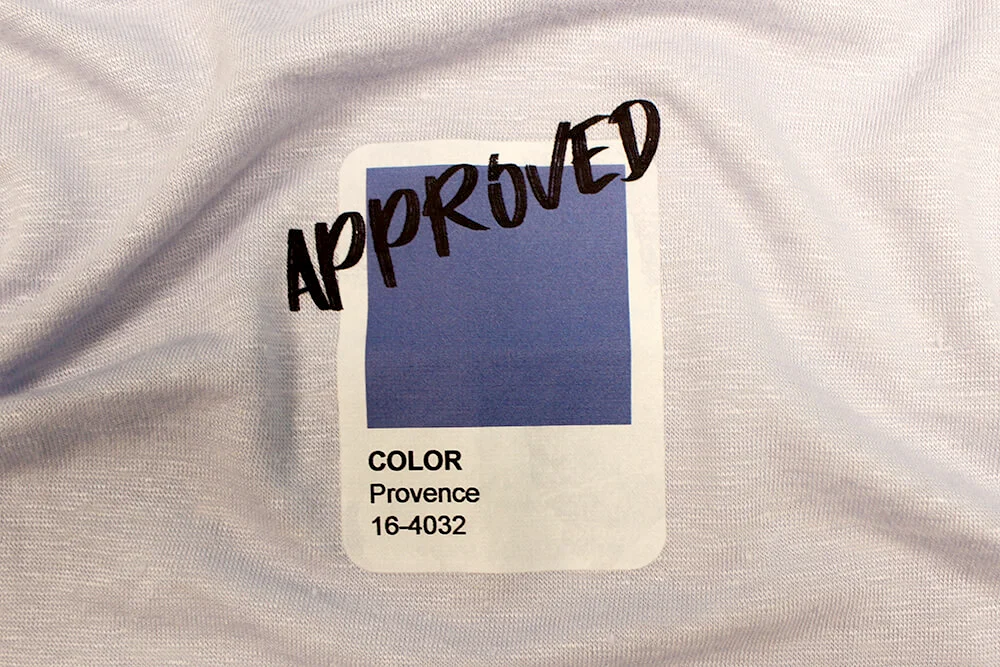 APPROVED
COLOR
Provence
16-4032